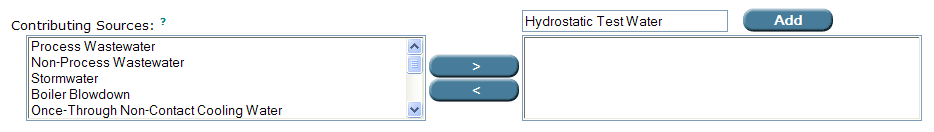 Contributing Sources: ?
Hydrostatic Test Water
Add
Process Wastewater
Non-Process Wastewater
Stormwater
Boiler Blowdown
Once-Through Non-Contact Cooling Water
>
<